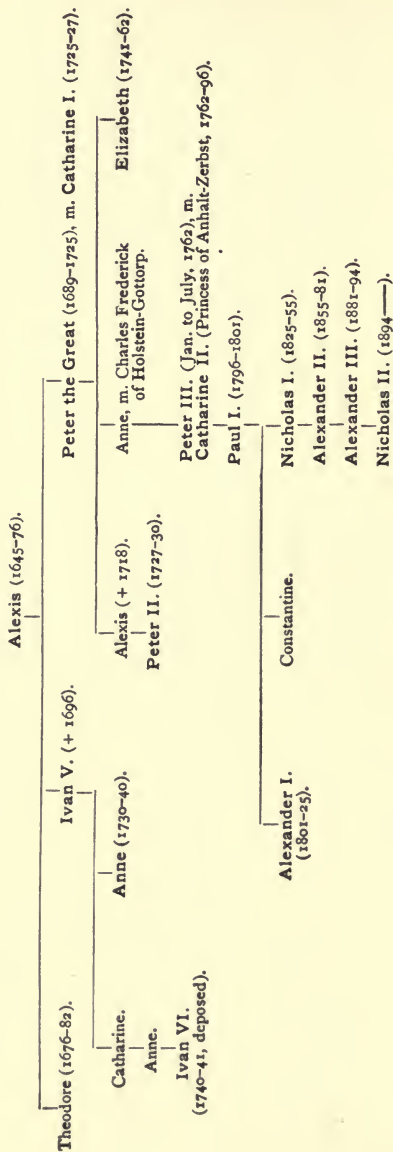 Alexis (1645-76).
Theodore (1676-82).
Ivan V. (+ 1696).
Peter the Great (1689-1725), m. Catharine I. (1725-27).
Catharine.
Anne (1730-40).
Alexis (+ 1718).
Anne, m. Charles Frederick
of Holstein-Gottorp.
Elizabeth (1741-62)
Anne.
Peter II. (1727-30).
Ivan VI.
(1740-41, deposed).
Peter III. (Jan. to July, 1762), m.
Catharine II. (Princess of Anhalt-Zerbst, 1762-96).
Paul I. (1796-1801).
Alexander I.
(1801-25).
Constantine.
Nicholas I. (1825-55).
Alexander II. (1855-81).
Alexander III. (1881-94).
Nicholas II. (1894——).